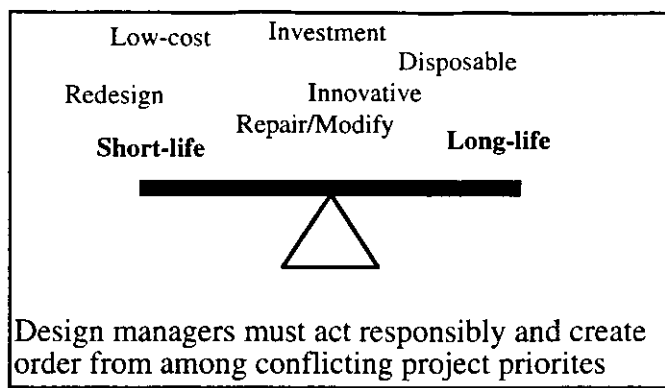 Low-cost
Investment
Disposable
Redesign
Innovative
Repair/Modify
Short-life
Long-life
Design managers must act responsibly and create
order from among conflicting project priorites